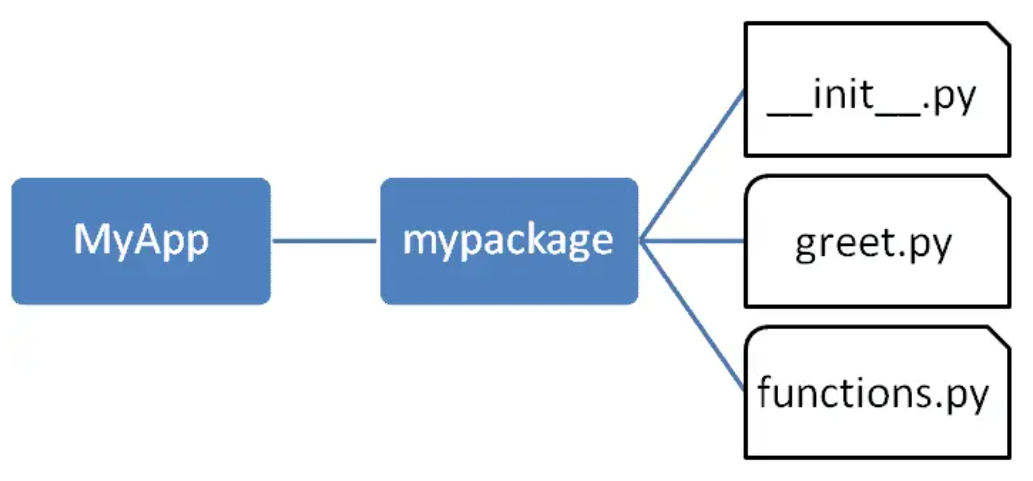 MyApp
mypackage
__init__.py
greet.py
functions.py